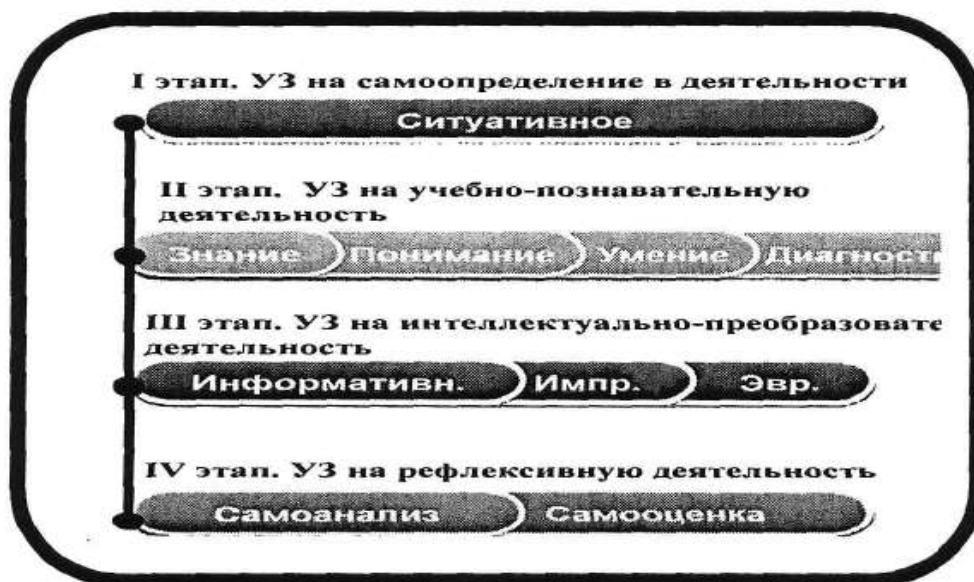 I этап. УЗ на самоопределение в деятельности
Ситуативное
II этап. УЗ на учебно-познавательную
деятельность
Знание Понимание Умение Диагност
III этап. УЗ на интеллектуально-преобразовате
деятельность
Информативн. Импр. Эвр.
IV этап. УЗ на рефлексивную деятельность
Самоанализ Самооценка